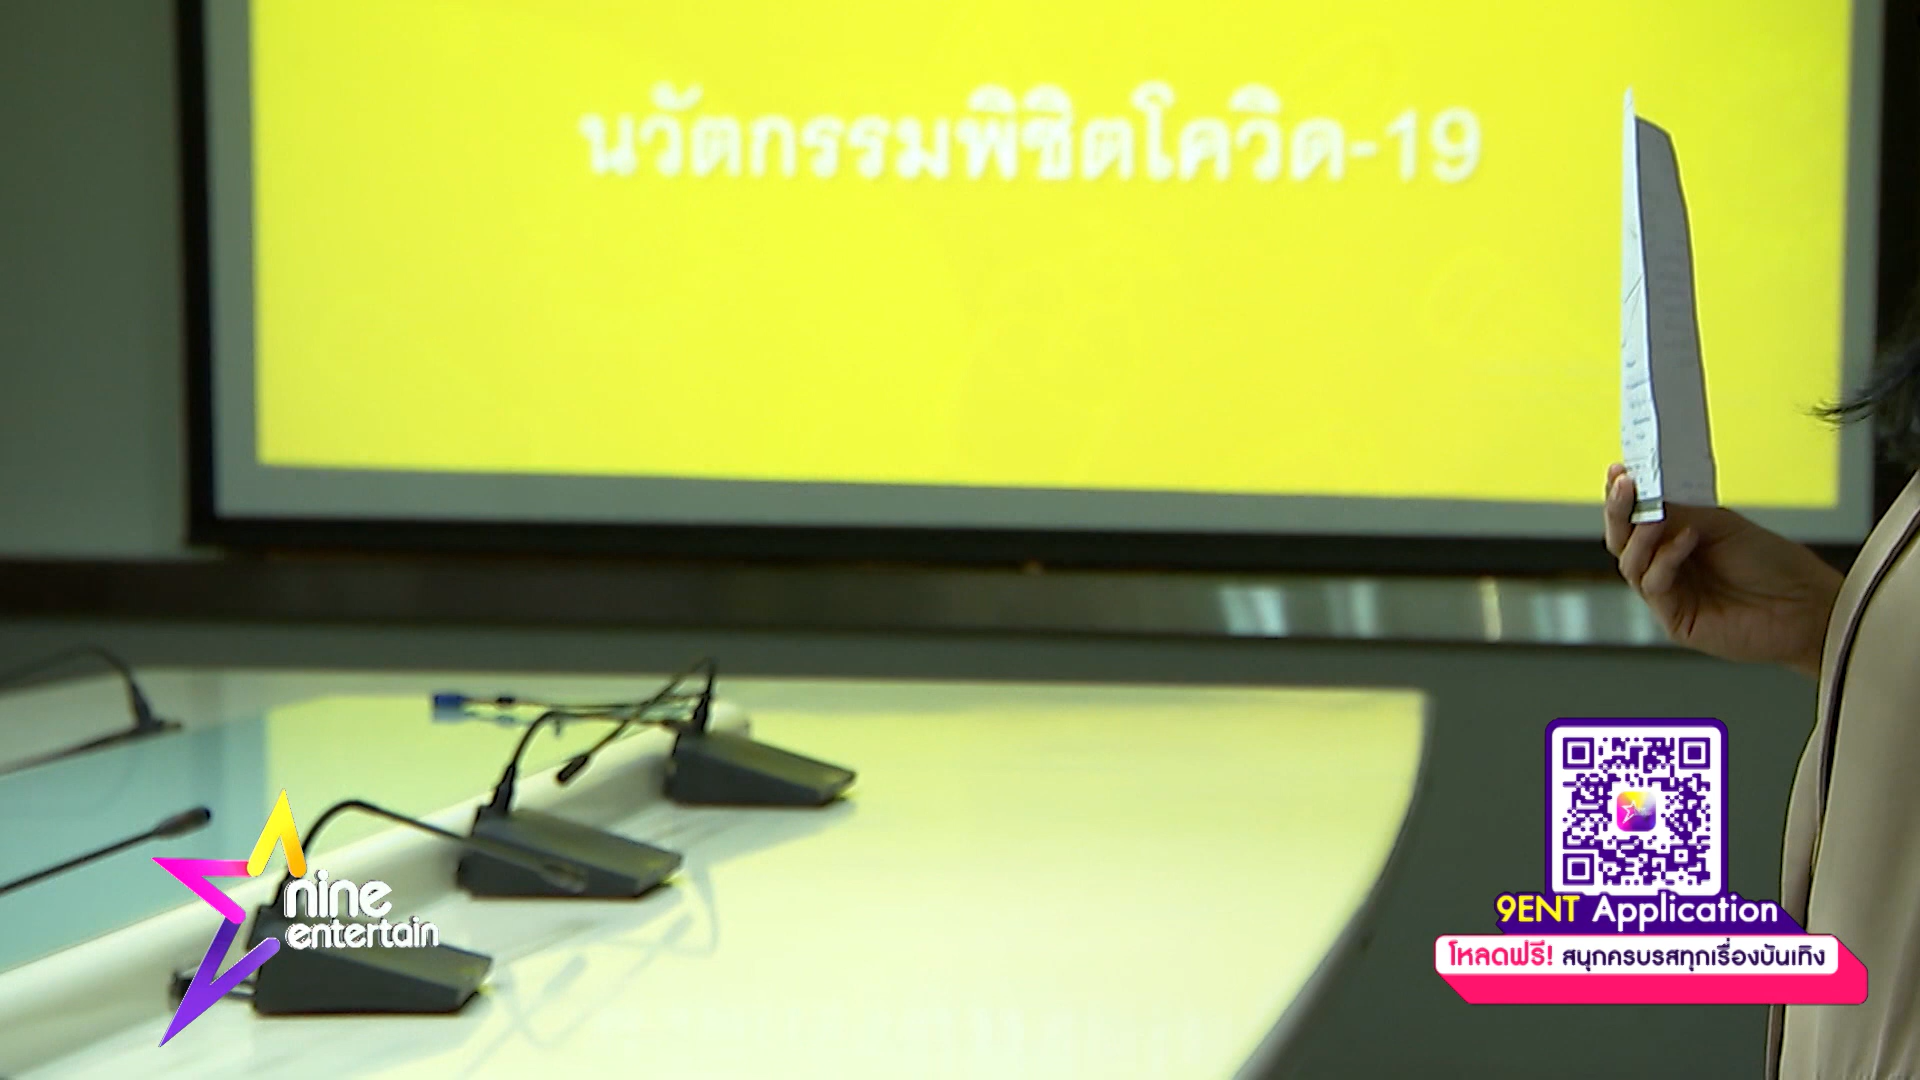 นวัตกรรมพิชิตโควิด-19
nine
entertain
9ENT Application
โหลดฟรี! สนุกครบรสทุกเรื่องบันเทิง